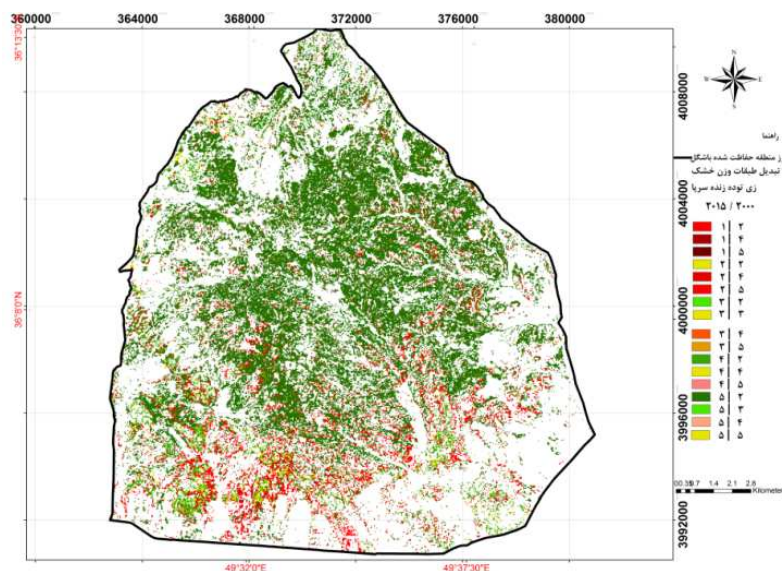 360000 364000 368000 372000 376000 380000
36°13'30"
36°8'0"N
N
W E
S
4008000
4004000
4000000
3996000
3992000
راهنما
ز منطقه حفاظت شده باشگل
تبدیل طبقات وزن خشک
زی توده زنده سرپا
۲۰۱۵ / ۲۰۰۰
۱ | ۳
۱ | ۴
۱ | ۵
۲ | ۳
۲ | ۴
۲ | ۵
۳ | ۲
۳ | ۳
۳ | ۴
۳ | ۵
۴ | ۲
۴ | ۴
۴ | ۵
۵ | ۲
۵ | ۳
۵ | ۴
۵ | ۵
1.4 2.1 2.8
Kilometer
49°32'0"E 49°37'30"E